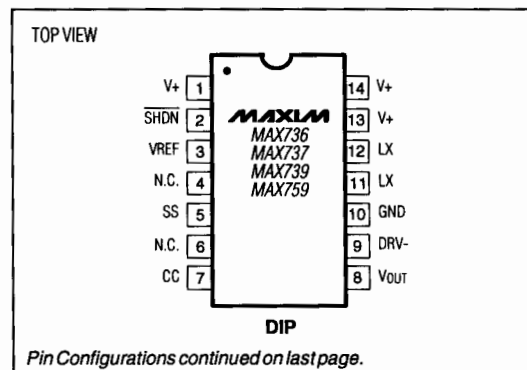 TOP VIEW
V+ 1 14 V+
SHDN 2 MAXIM 13 V+
MAX736
VREF 3 MAX737 12 LX
MAX739
N.C. 4 MAX759 11 LX
SS 5 10 GND
N.C. 6 9 DRV-
CC 7 8 VOUT
DIP
Pin Configurations continued on last page.